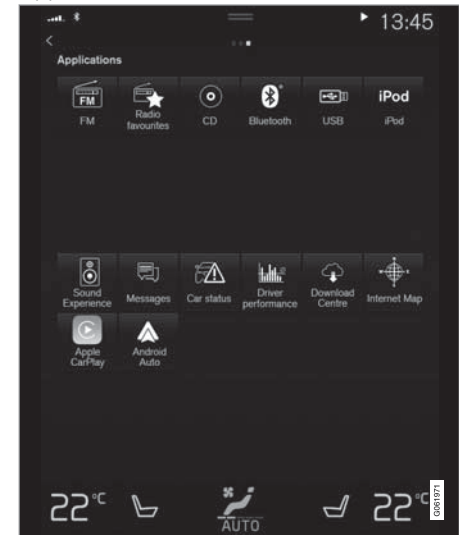 13:45
Applications
FM
iPod
FM
Radio
favourites
CD
Bluetooth
USB
iPod
Sound
Experience
Messages
Car status
Driver
performance
Download
Centre
Internet Map
Apple
CarPlay
Android
Auto
22°C
AUTO
22°C
G061971